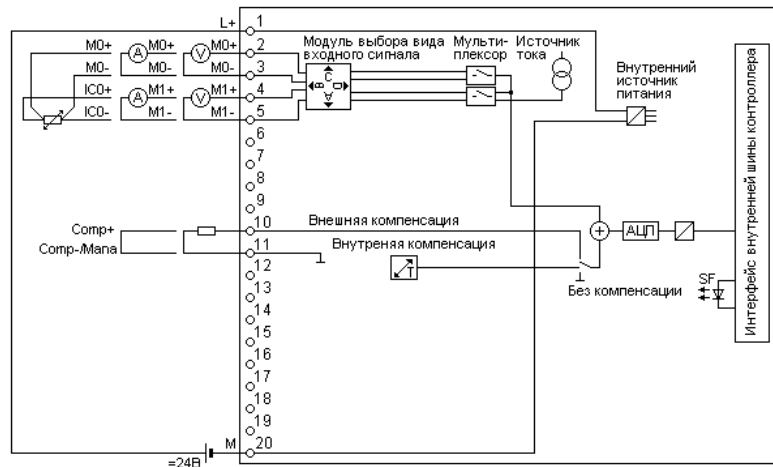 L+ 1
M0+ M0+ M0+ 2
M0- M0- M0- 3
IC0+ M1+ M1+ 4
IC0- M1- M1- 5
A V
A V
Модуль выбора вида
входного сигнала
A B C D
Мульти-
плексор
Источник
тока
Внутренний
источник
питания
6
7
8
9
Comp+ 10 Внешняя компенсация
Comp-/Mana 11 Внутреняя компенсация
T
Без компенсации
+
АЦП
SF
Интерфейс внутренней шины контроллера
12
13
14
15
16
17
18
19
M 20
=24В